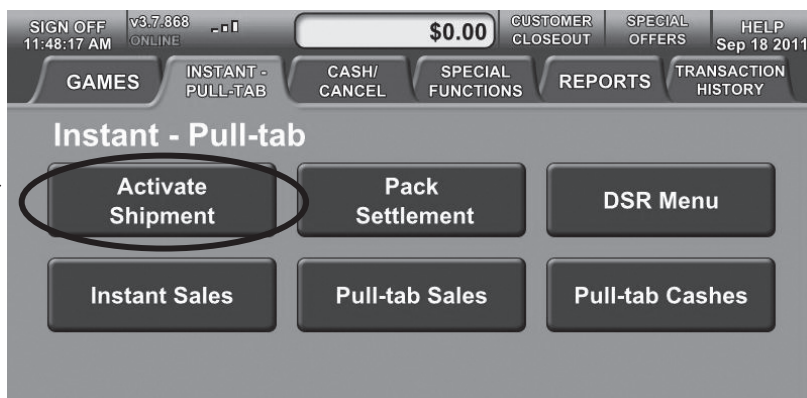 SIGN OFF
11:48:17 AM
v3.7.868
ONLINE
$0.00
CUSTOMER
CLOSEOUT
SPECIAL
OFFERS
HELP
Sep 18 2011
GAMES
INSTANT -
PULL-TAB
CASH/
CANCEL
SPECIAL
FUNCTIONS
REPORTS
TRANSACTION
HISTORY
Instant - Pull-tab
Activate
Shipment
Pack
Settlement
DSR Menu
Instant Sales
Pull-tab Sales
Pull-tab Cashes